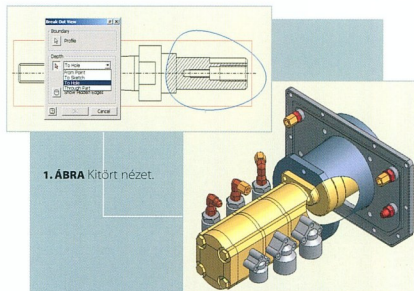 Break Out View
Boundary
Profile
Depth
To Hole
From Point
To Sketch
To Hole
Through Part
Show hidden edges
Cancel
1. ÁBRA Kitört nézet.